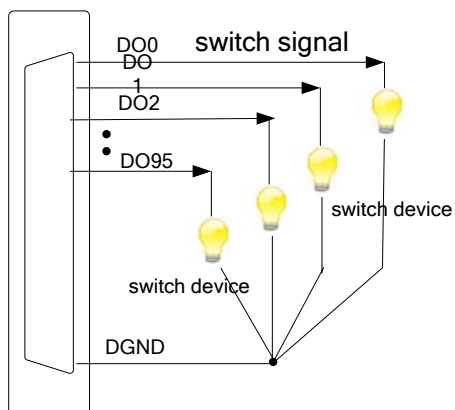 DO0
switch signal
DO
1
DO2
DO95
switch device
switch device
DGND